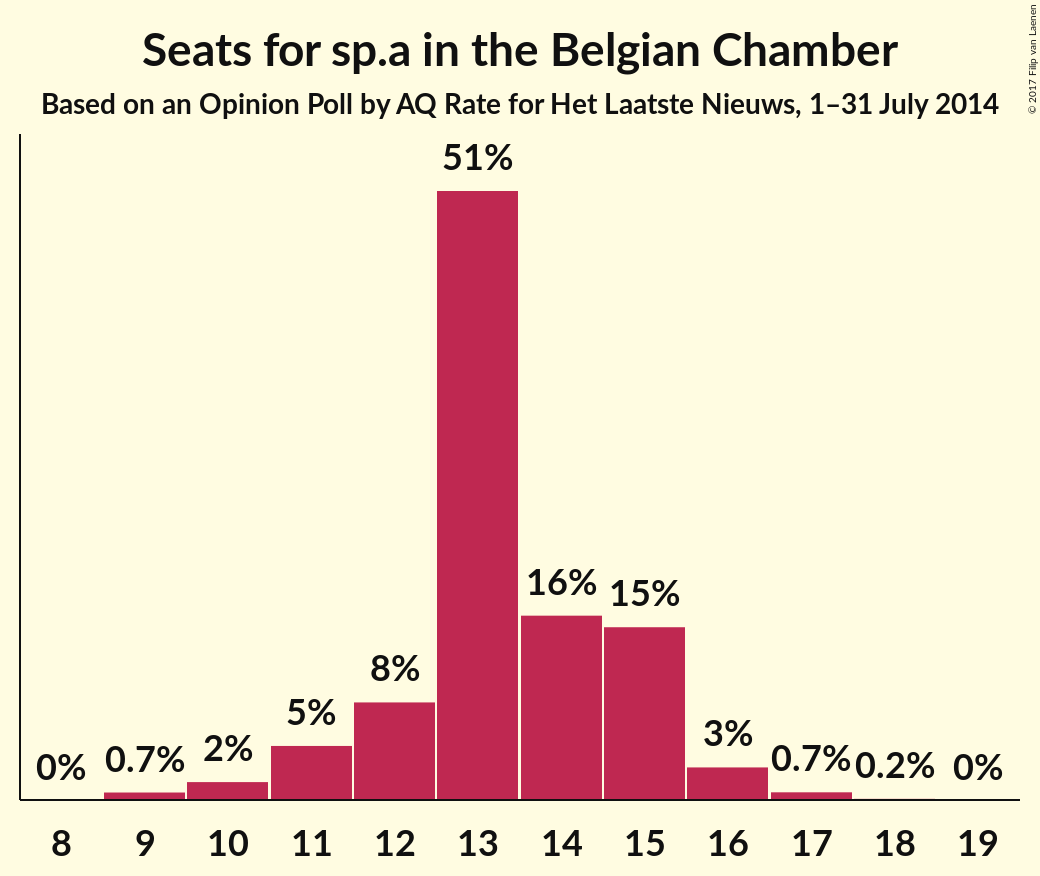 Seats for sp.a in the Belgian Chamber
Based on an Opinion Poll by AQ Rate for Het Laatste Nieuws, 1–31 July 2014
© 2017 Filip van Laenen
0% 0.7% 2% 5% 8% 51% 16% 15% 3% 0.7% 0.2% 0%
8 9 10 11 12 13 14 15 16 17 18 19